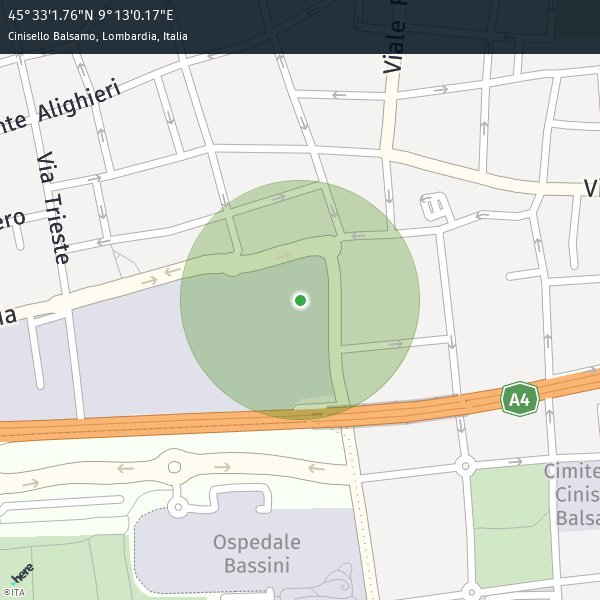 45°33'1.76"N 9°13'0.17"E
Cinisello Balsamo, Lombardia, Italia
Viale
nte Alighieri
Via Trieste
Vi
ero
la
A4
Cimite
Cinis
Balsa
Ospedale
Bassini
here
©ITA